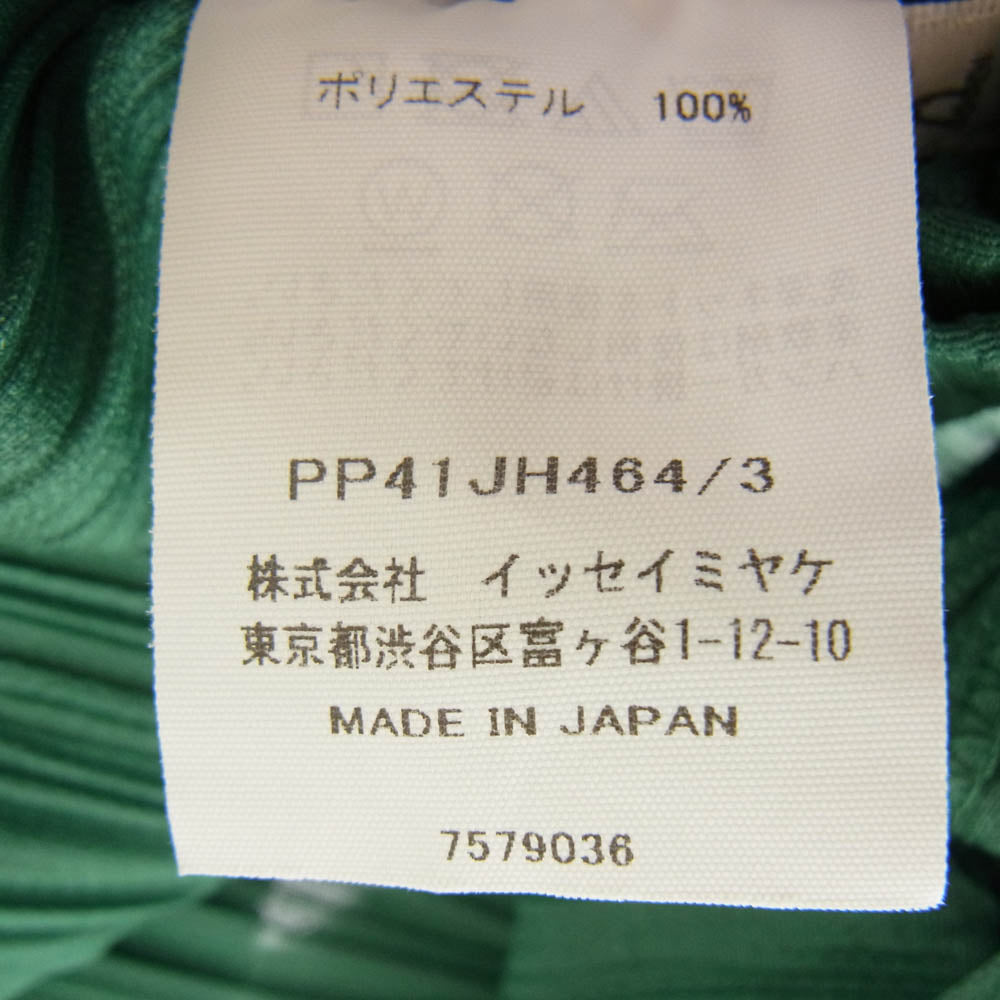 ポリエステル 100%
PP41JH464/3
株式会社 イッセイミヤケ
東京都渋谷区富ヶ谷1-12-10
MADE IN JAPAN
7579036